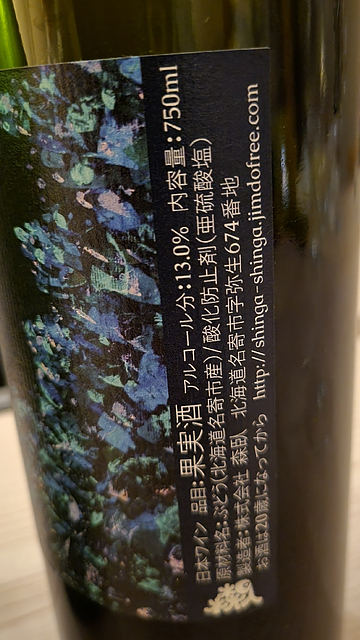 日本ワイン 品目:果実酒 アルコール分:13.0% 内容量:750ml
原材料名:ぶどう(北海道名寄市産)/酸化防止剤(亜硫酸塩)
製造者:株式会社 森臥 北海道名寄市字弥生674番地
お酒は20歳になってから http://shinga-shinga.jimdofree.com